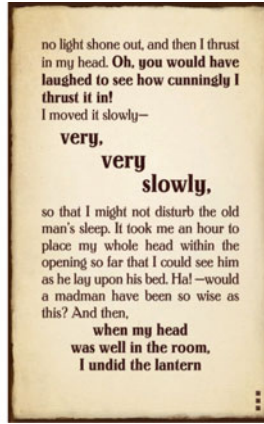 no light shone out, and then I thrust
in my head. Oh, you would have
laughed to see how cunningly I
thrust it in!
I moved it slowly—
very,
very
slowly,
so that I might not disturb the old
man's sleep. It took me an hour to
place my whole head within the
opening so far that I could see him
as he lay upon his bed. Ha! —would
a madman have been so wise as
this? And then,
when my head
was well in the room,
I undid the lantern